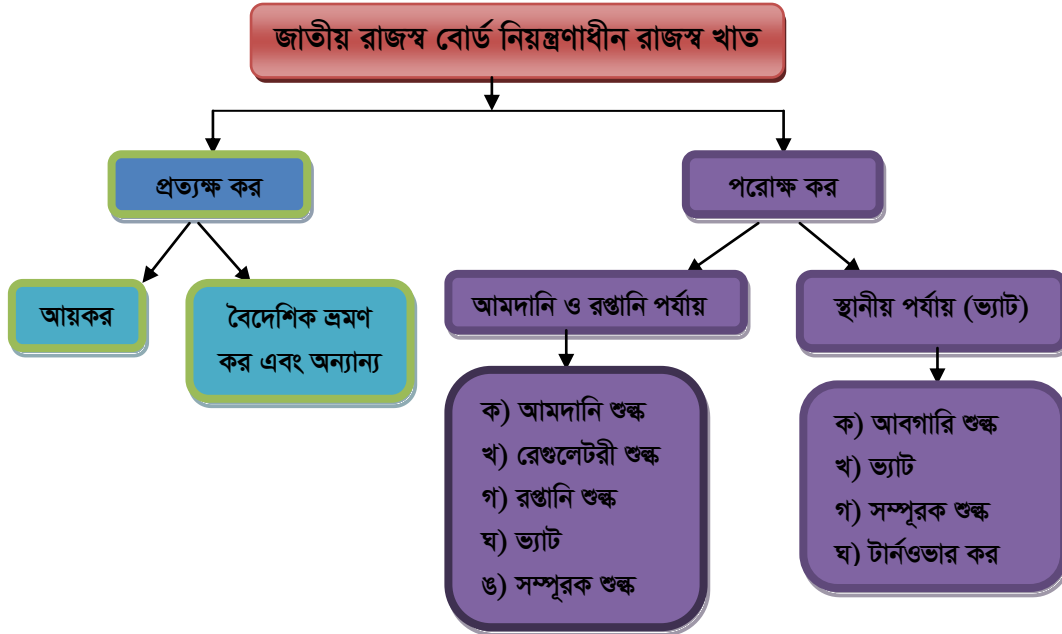 জাতীয় রাজস্ব বোর্ড নিয়ন্ত্রণাধীন রাজস্ব খাত
প্রত্যক্ষ কর
পরোক্ষ কর
আয়কর
বৈদেশিক ভ্রমণ
কর এবং অন্যান্য
আমদানি ও রপ্তানি পর্যায়
স্থানীয় পর্যায় (ভ্যাট)
ক) আমদানি শুল্ক
খ) রেগুলেটরী শুল্ক
গ) রপ্তানি শুল্ক
ঘ) ভ্যাট
ঙ) সম্পূরক শুল্ক
ক) আবগারি শুল্ক
খ) ভ্যাট
গ) সম্পূরক শুল্ক
ঘ) টার্নওভার কর